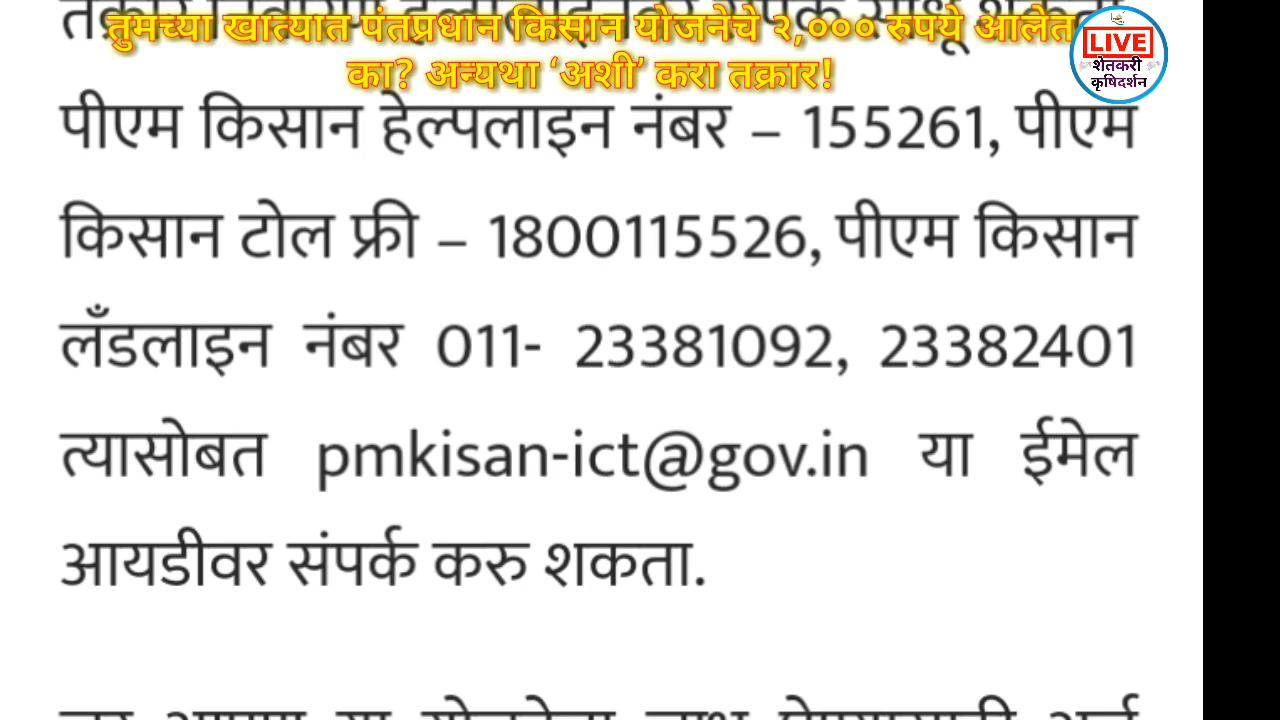 तुमच्या खात्यात पंतप्रधान किसान योजनेचे २,००० रुपये आलेत
का? अन्यथा ‘अशी’ करा तक्रार!
LIVE
शेतकरी
कृषिदर्शन
पीएम किसान हेल्पलाइन नंबर – 155261, पीएम
किसान टोल फ्री – 1800115526, पीएम किसान
लँडलाइन नंबर 011- 23381092, 23382401
त्यासोबत pmkisan-ict@gov.in या ईमेल
आयडीवर संपर्क करु शकता.